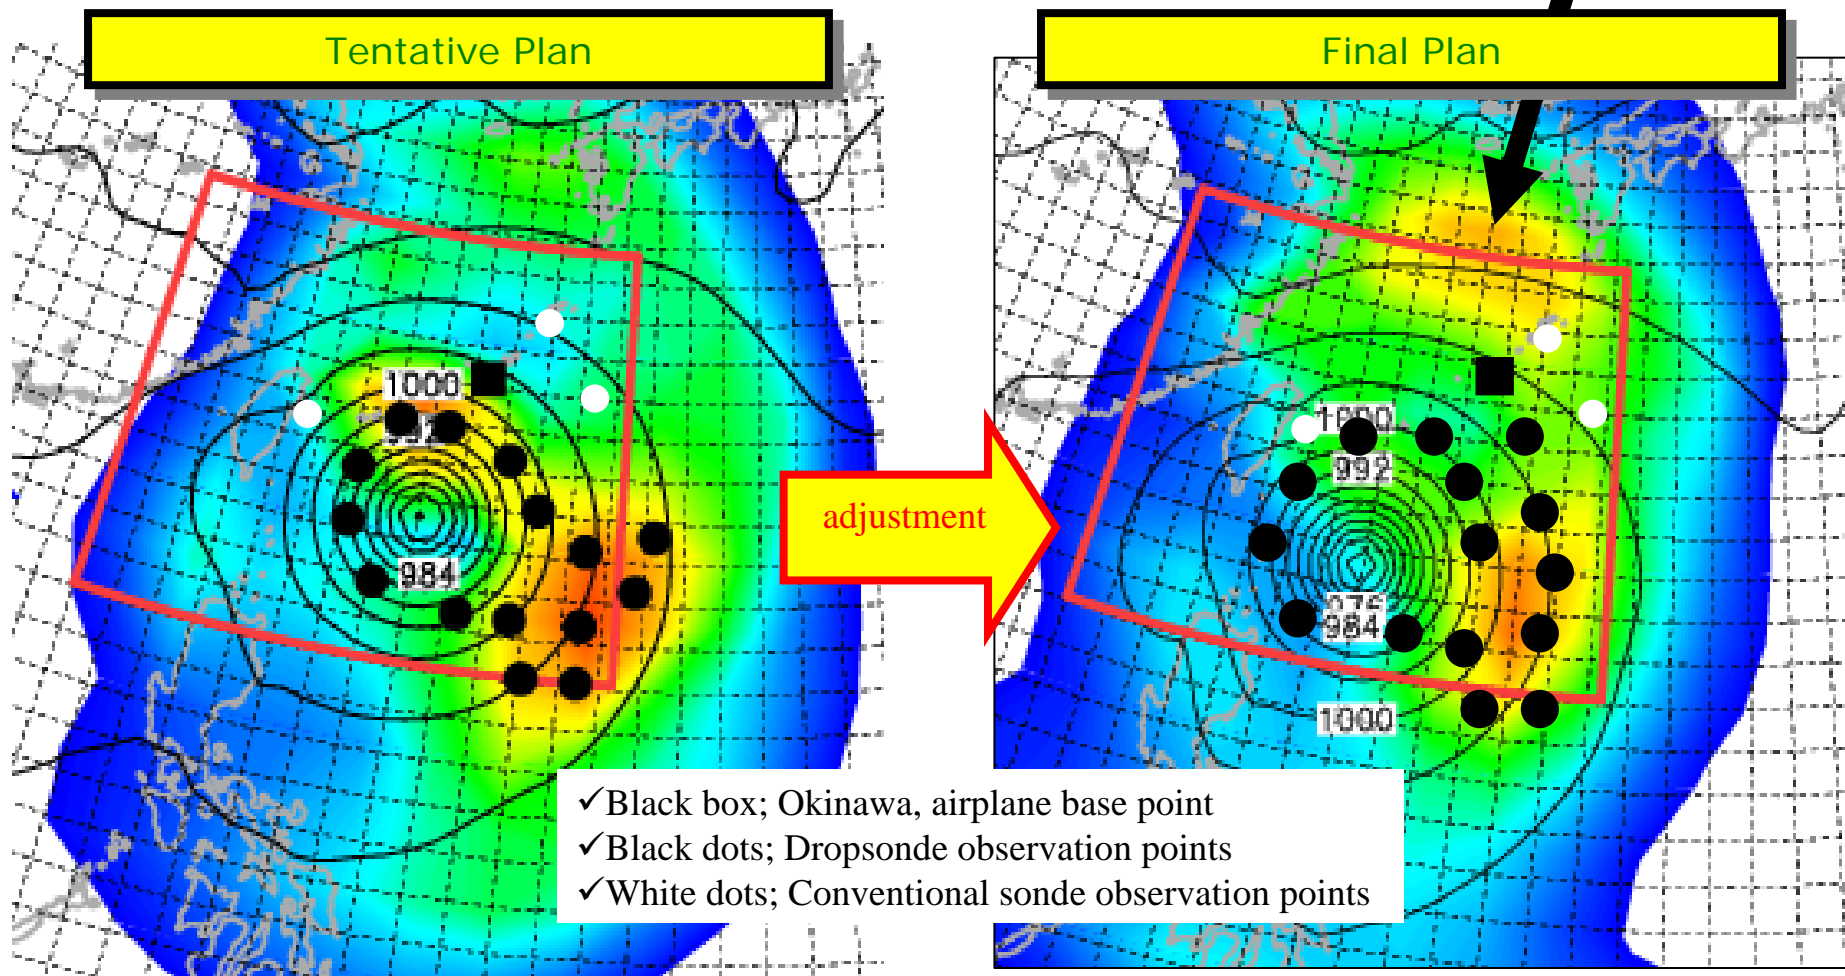 Tentative Plan
Final Plan
1000
984
adjustment
1000
992
984
1000
✓Black box; Okinawa, airplane base point
✓Black dots; Dropsonde observation points
✓White dots; Conventional sonde observation points